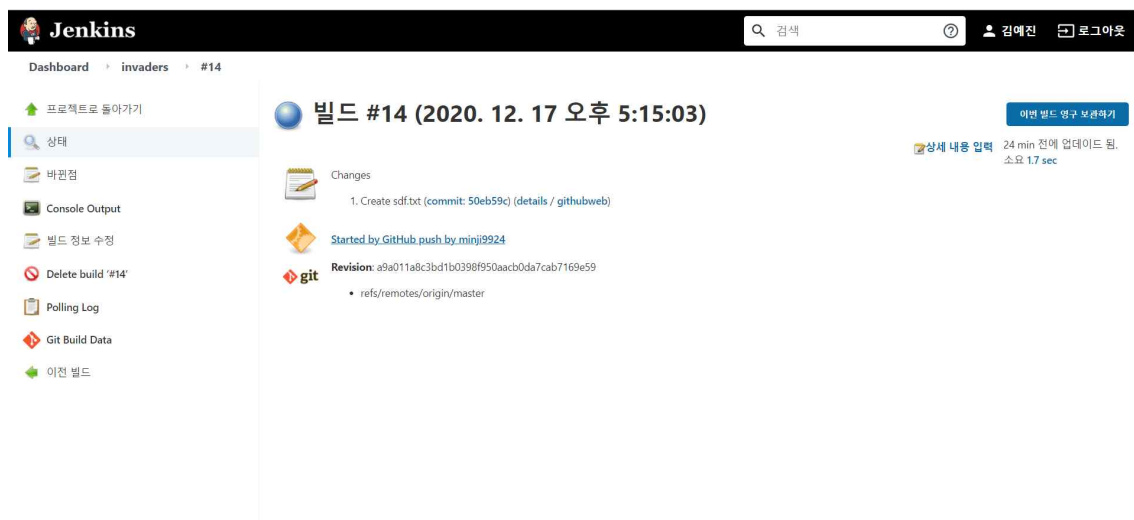 Jenkins
검색
김예진
로그아웃
Dashboard
invaders
#14
프로젝트로 돌아가기
상태
바뀐점
Console Output
빌드 정보 수정
Delete build ‘#14’
Polling Log
Git Build Data
이전 빌드
빌드 #14 (2020. 12. 17 오후 5:15:03)
이번 빌드 영구 보관하기
상세 내용 입력
24 min 전에 업데이트 됨.
소요 1.7 sec
Changes
1. Create sdf.txt (commit: 50eb59c) (details / githubweb)
Started by GitHub push by minji9924
git
Revision: a9a011a8c3bd1b0398f950aacb0da7cab7169e59
• refs/remotes/origin/master